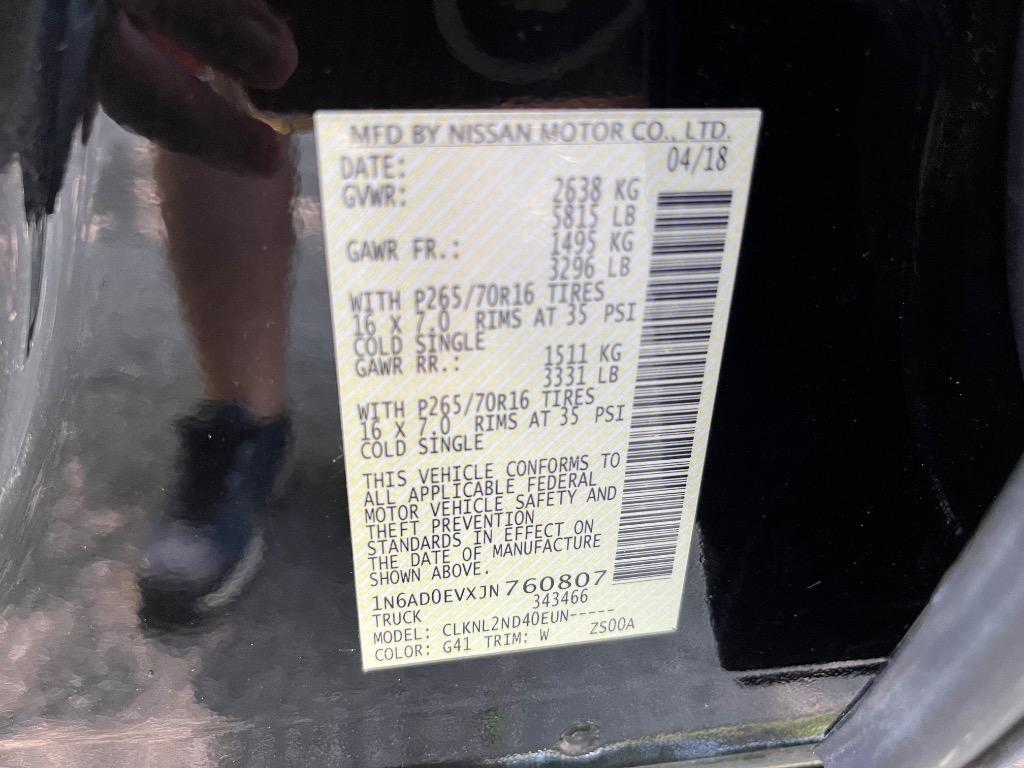 MFD BY NISSAN MOTOR CO., LTD.
DATE: 04/18
GVWR: 2638 KG
5815 LB
GAWR FR.: 1495 KG
3296 LB
WITH P265/70R16 TIRES
16 X 7.0 RIMS AT 35 PSI
COLD SINGLE
GAWR RR.: 1511 KG
3331 LB
WITH P265/70R16 TIRES
16 X 7.0 RIMS AT 35 PSI
COLD SINGLE
THIS VEHICLE CONFORMS TO
ALL APPLICABLE FEDERAL
MOTOR VEHICLE SAFETY AND
THEFT PREVENTION
STANDARDS IN EFFECT ON
THE DATE OF MANUFACTURE
SHOWN ABOVE.
1N6AD0EVXJN760807
TRUCK 343466
MODEL: CLKNL2ND40EUN-----
COLOR: G41 TRIM: W ZS00A